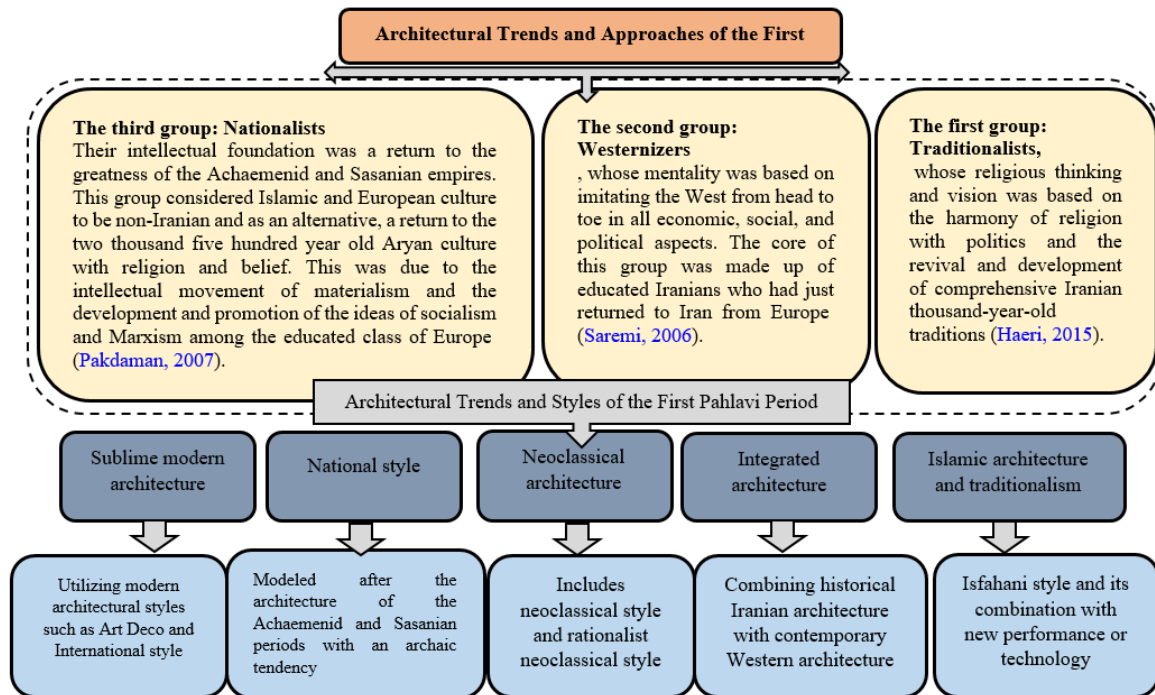 Architectural Trends and Approaches of the First
The third group: Nationalists
Their intellectual foundation was a return to the
greatness of the Achaemenid and Sasanian empires.
This group considered Islamic and European culture
to be non-Iranian and as an alternative, a return to the
two thousand five hundred year old Aryan culture
with religion and belief. This was due to the
intellectual movement of materialism and the
development and promotion of the ideas of socialism
and Marxism among the educated class of Europe
(Pakdaman, 2007).
The second group:
Westernizers
, whose mentality was based on
imitating the West from head to
toe in all economic, social, and
political aspects. The core of
this group was made up of
educated Iranians who had just
returned to Iran from Europe
(Saremi, 2006).
The first group:
Traditionalists,
whose religious thinking
and vision was based on
the harmony of religion
with politics and the
revival and development
of comprehensive Iranian
thousand-year-old
traditions (Haeri, 2015).
Architectural Trends and Styles of the First Pahlavi Period
Sublime modern
architecture
National style
Neoclassical
architecture
Integrated
architecture
Islamic architecture
and traditionalism
Utilizing modern
architectural styles
such as Art Deco and
International style
Modeled after the
architecture of the
Achaemenid and Sasanian
periods with an archaic
tendency
Includes
neoclassical style
and rationalist
neoclassical style
Combining historical
Iranian architecture
with contemporary
Western architecture
Isfahani style and its
combination with
new performance or
technology